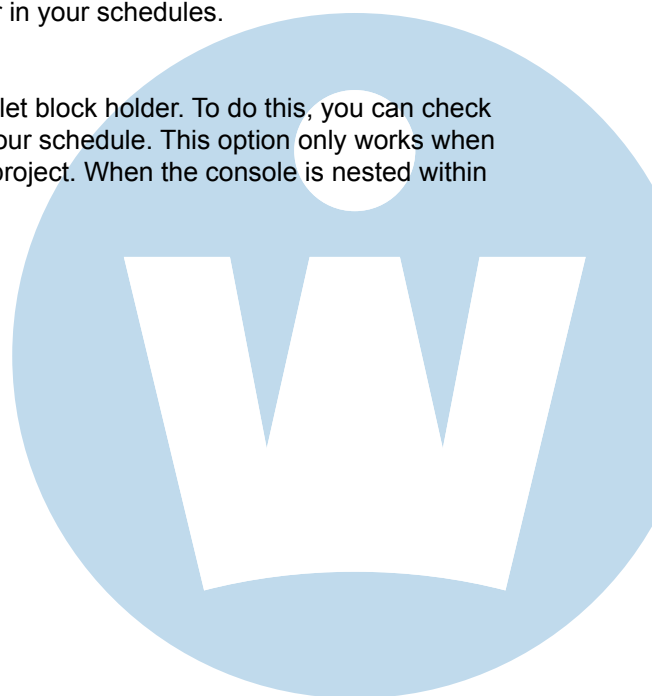 r in your schedules.
let block holder. To do this, you can check
our schedule. This option only works when
project. When the console is nested within
W